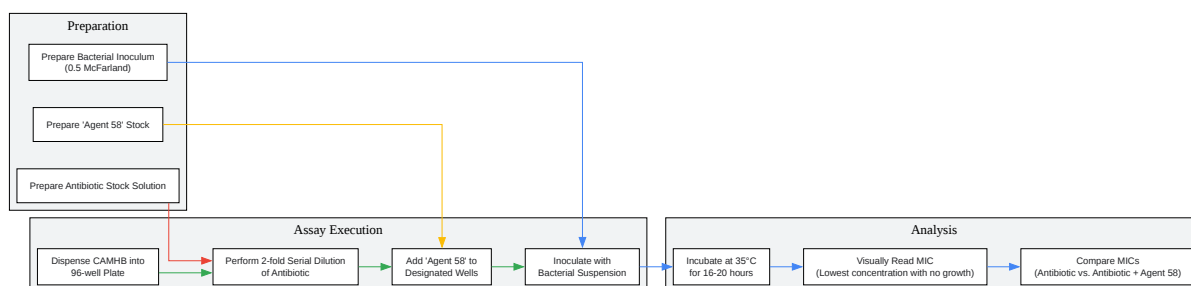 Preparation
Prepare Bacterial Inoculum
(0.5 McFarland)
Prepare 'Agent 58' Stock
Prepare Antibiotic Stock Solution
Assay Execution
Dispense CAMHB into
96-well Plate
Perform 2-fold Serial Dilution
of Antibiotic
Add 'Agent 58' to
Designated Wells
Inoculate with
Bacterial Suspension
Analysis
Incubate at 35°C
for 16-20 hours
Visually Read MIC
(Lowest concentration with no growth)
Compare MICs
(Antibiotic vs. Antibiotic + Agent 58)